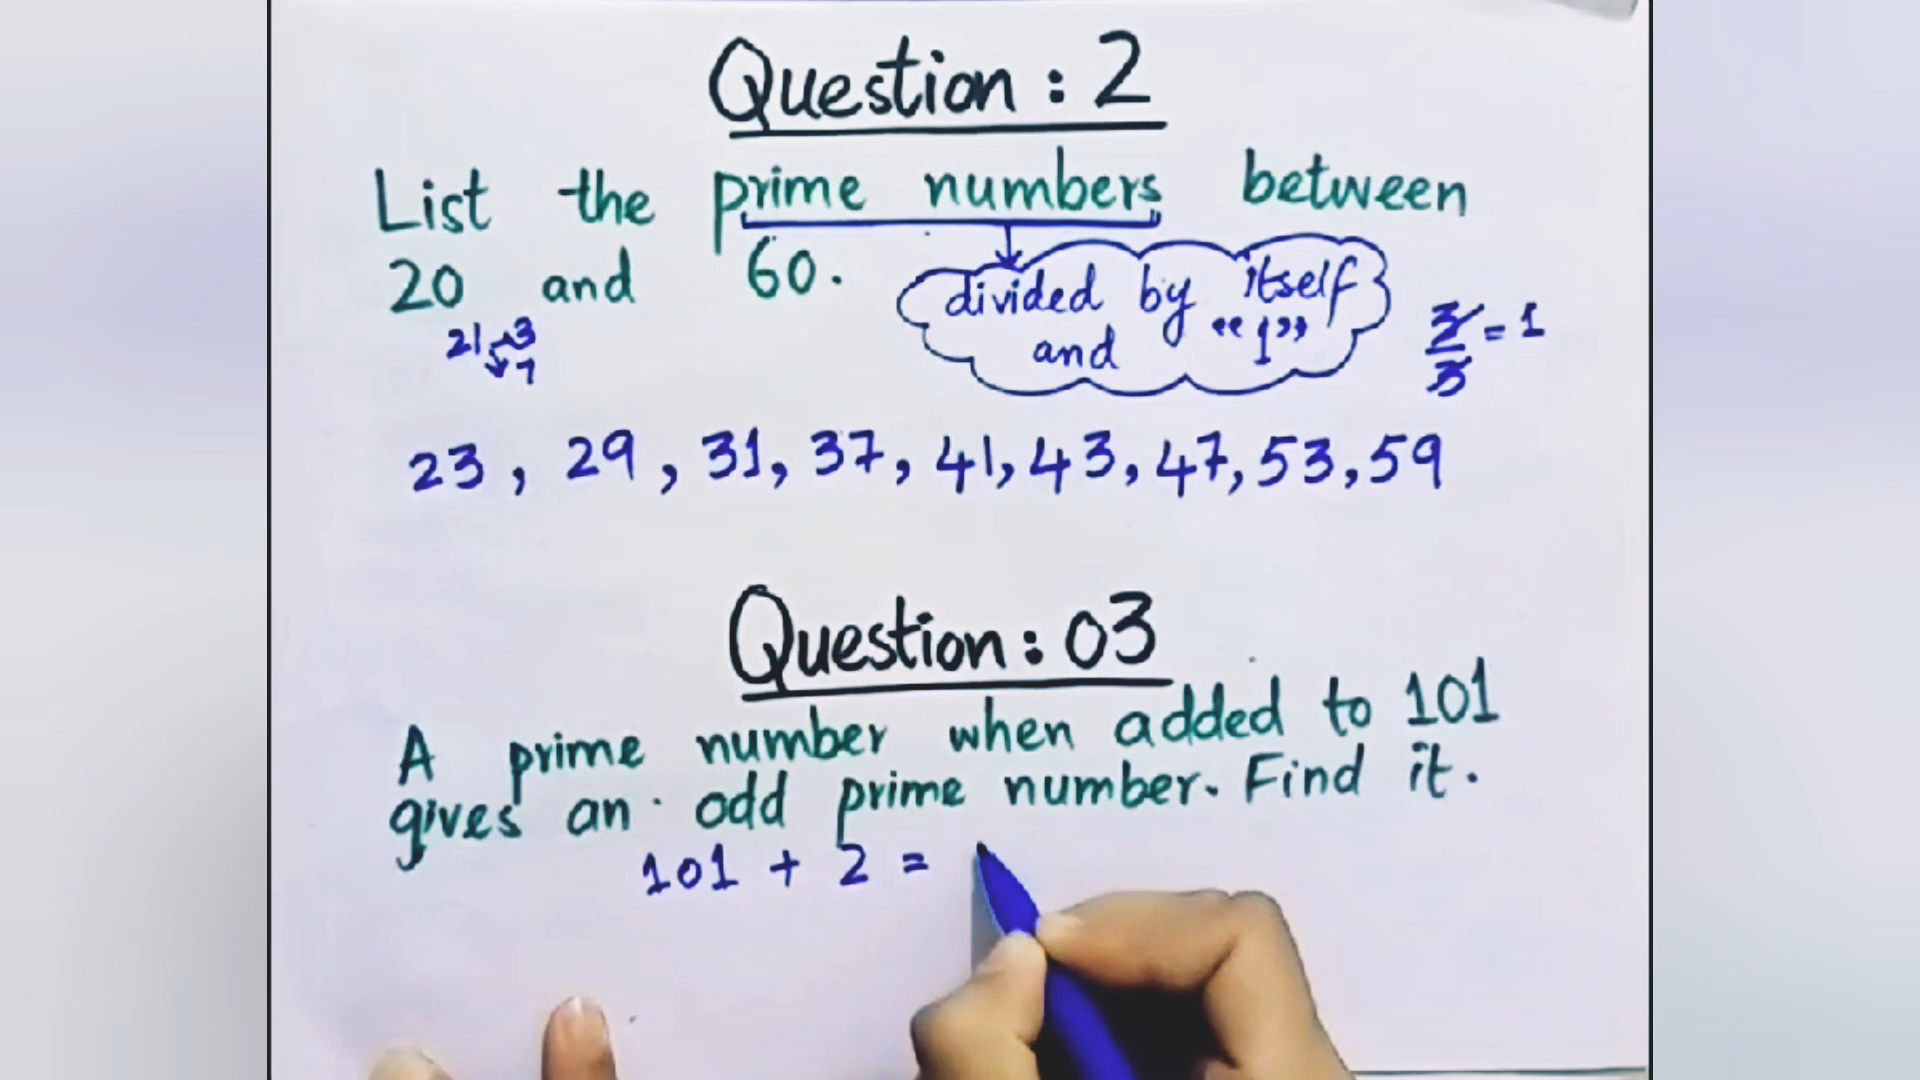 Question : 2
List the prime numbers between
20 and 60.
divided by itself
and "1"
3/3 = 1
21 → 3
→ 7
23, 29, 31, 37, 41, 43, 47, 53, 59
Question : 03
A prime number when added to 101
gives an odd prime number. Find it.
101 + 2 =